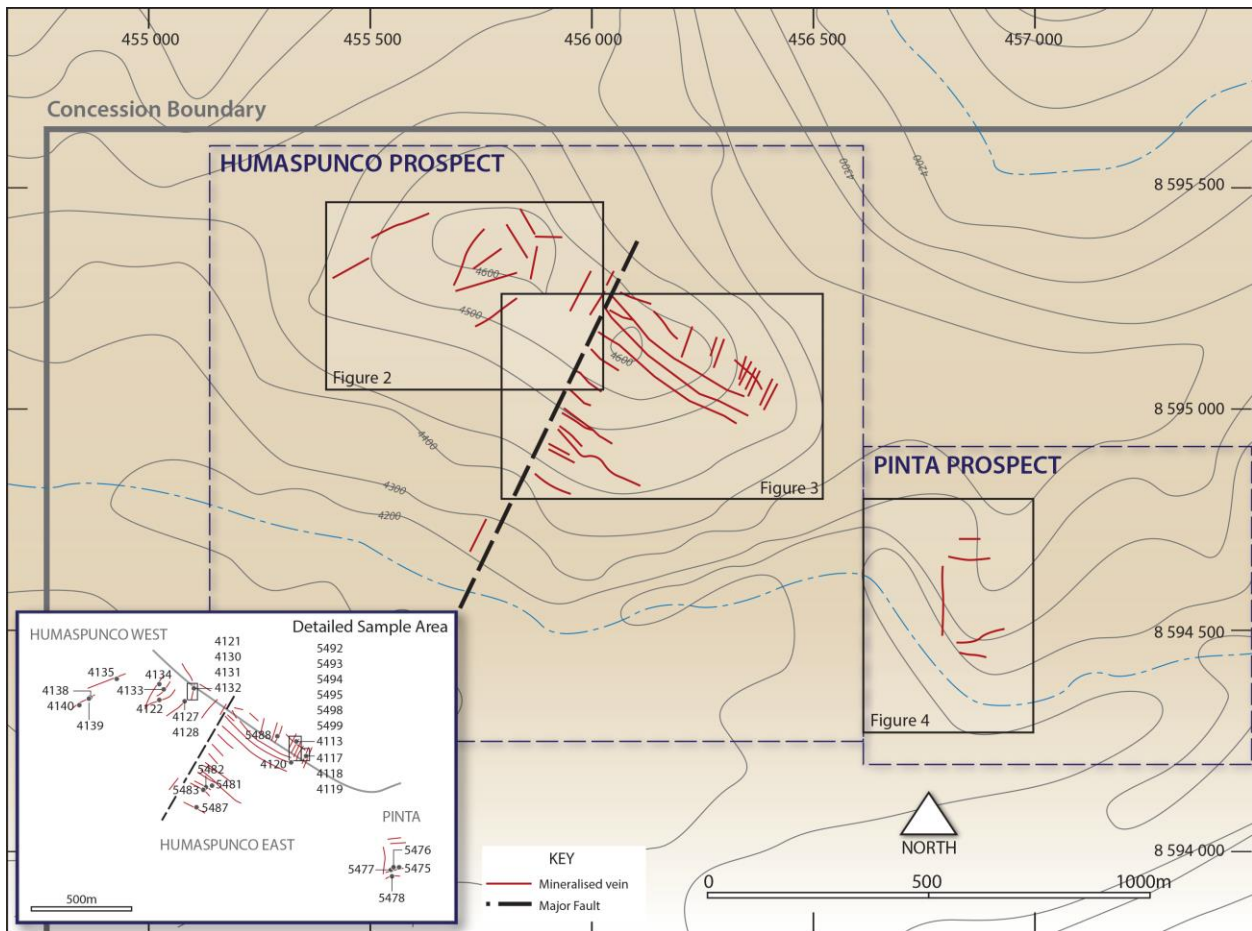 455 000
455 500
456 000
456 500
457 000
Concession Boundary
HUMASPUNCO PROSPECT
4300
4200
8 595 500
4600
4500
4600
Figure 2
8 595 000
4400
PINTA PROSPECT
4300
Figure 3
4200
HUMASPUNCO WEST
4121
Detailed Sample Area
4130
4131
4132
5492
5493
5494
5495
5498
5499
4113
4117
4118
4119
4135
4134
4138
4133
4140
4122
4139
4127
4128
5488
4120
5482
5481
5483
5487
HUMASPUNCO EAST
PINTA
5476
5477
5475
5478
500m
8 594 500
Figure 4
NORTH
8 594 000
KEY
Mineralised vein
Major Fault
0
500
1000m